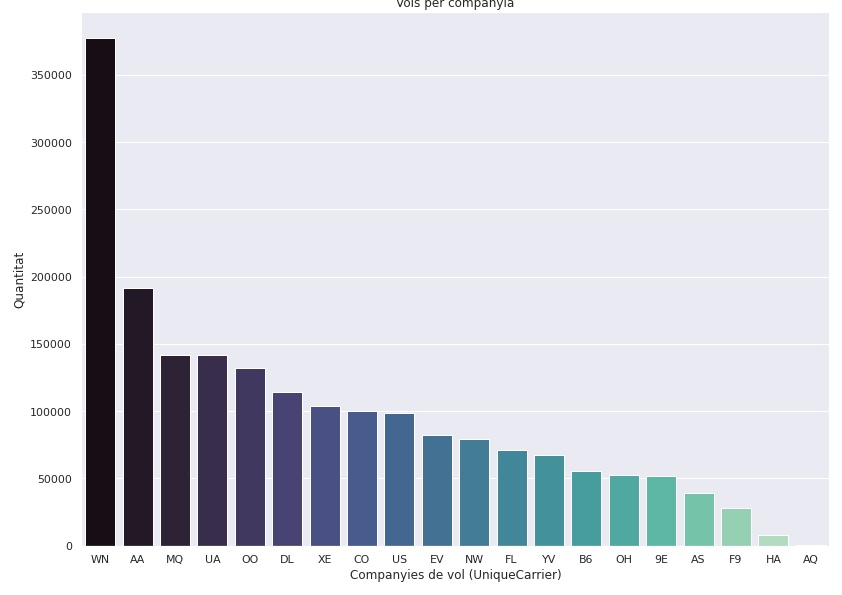 Vols per companyia
350000
300000
250000
200000
150000
100000
50000
0
Quantitat
WN AA MQ UA OO DL XE CO US EV NW FL YV B6 OH 9E AS F9 HA AQ
Companyies de vol (UniqueCarrier)